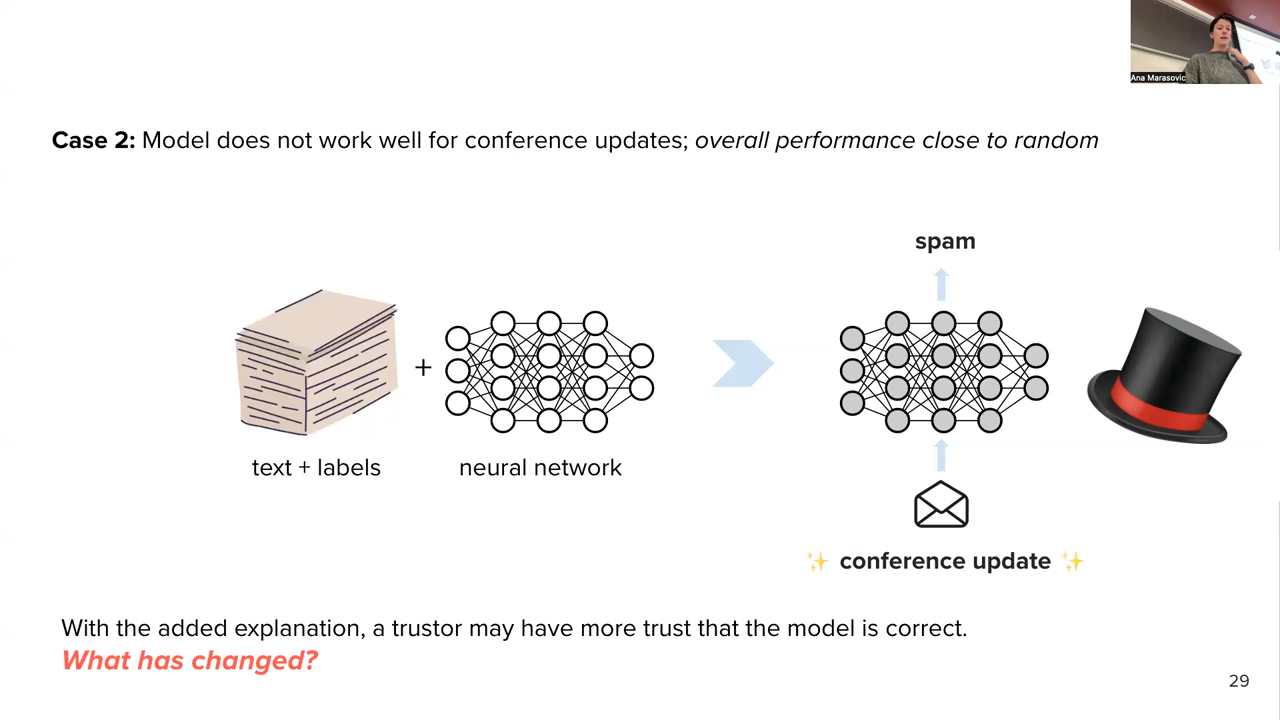 Ana Marasovic
Case 2: Model does not work well for conference updates; overall performance close to random
spam
+
text + labels
neural network
✨ conference update ✨
With the added explanation, a trustor may have more trust that the model is correct.
What has changed?
29